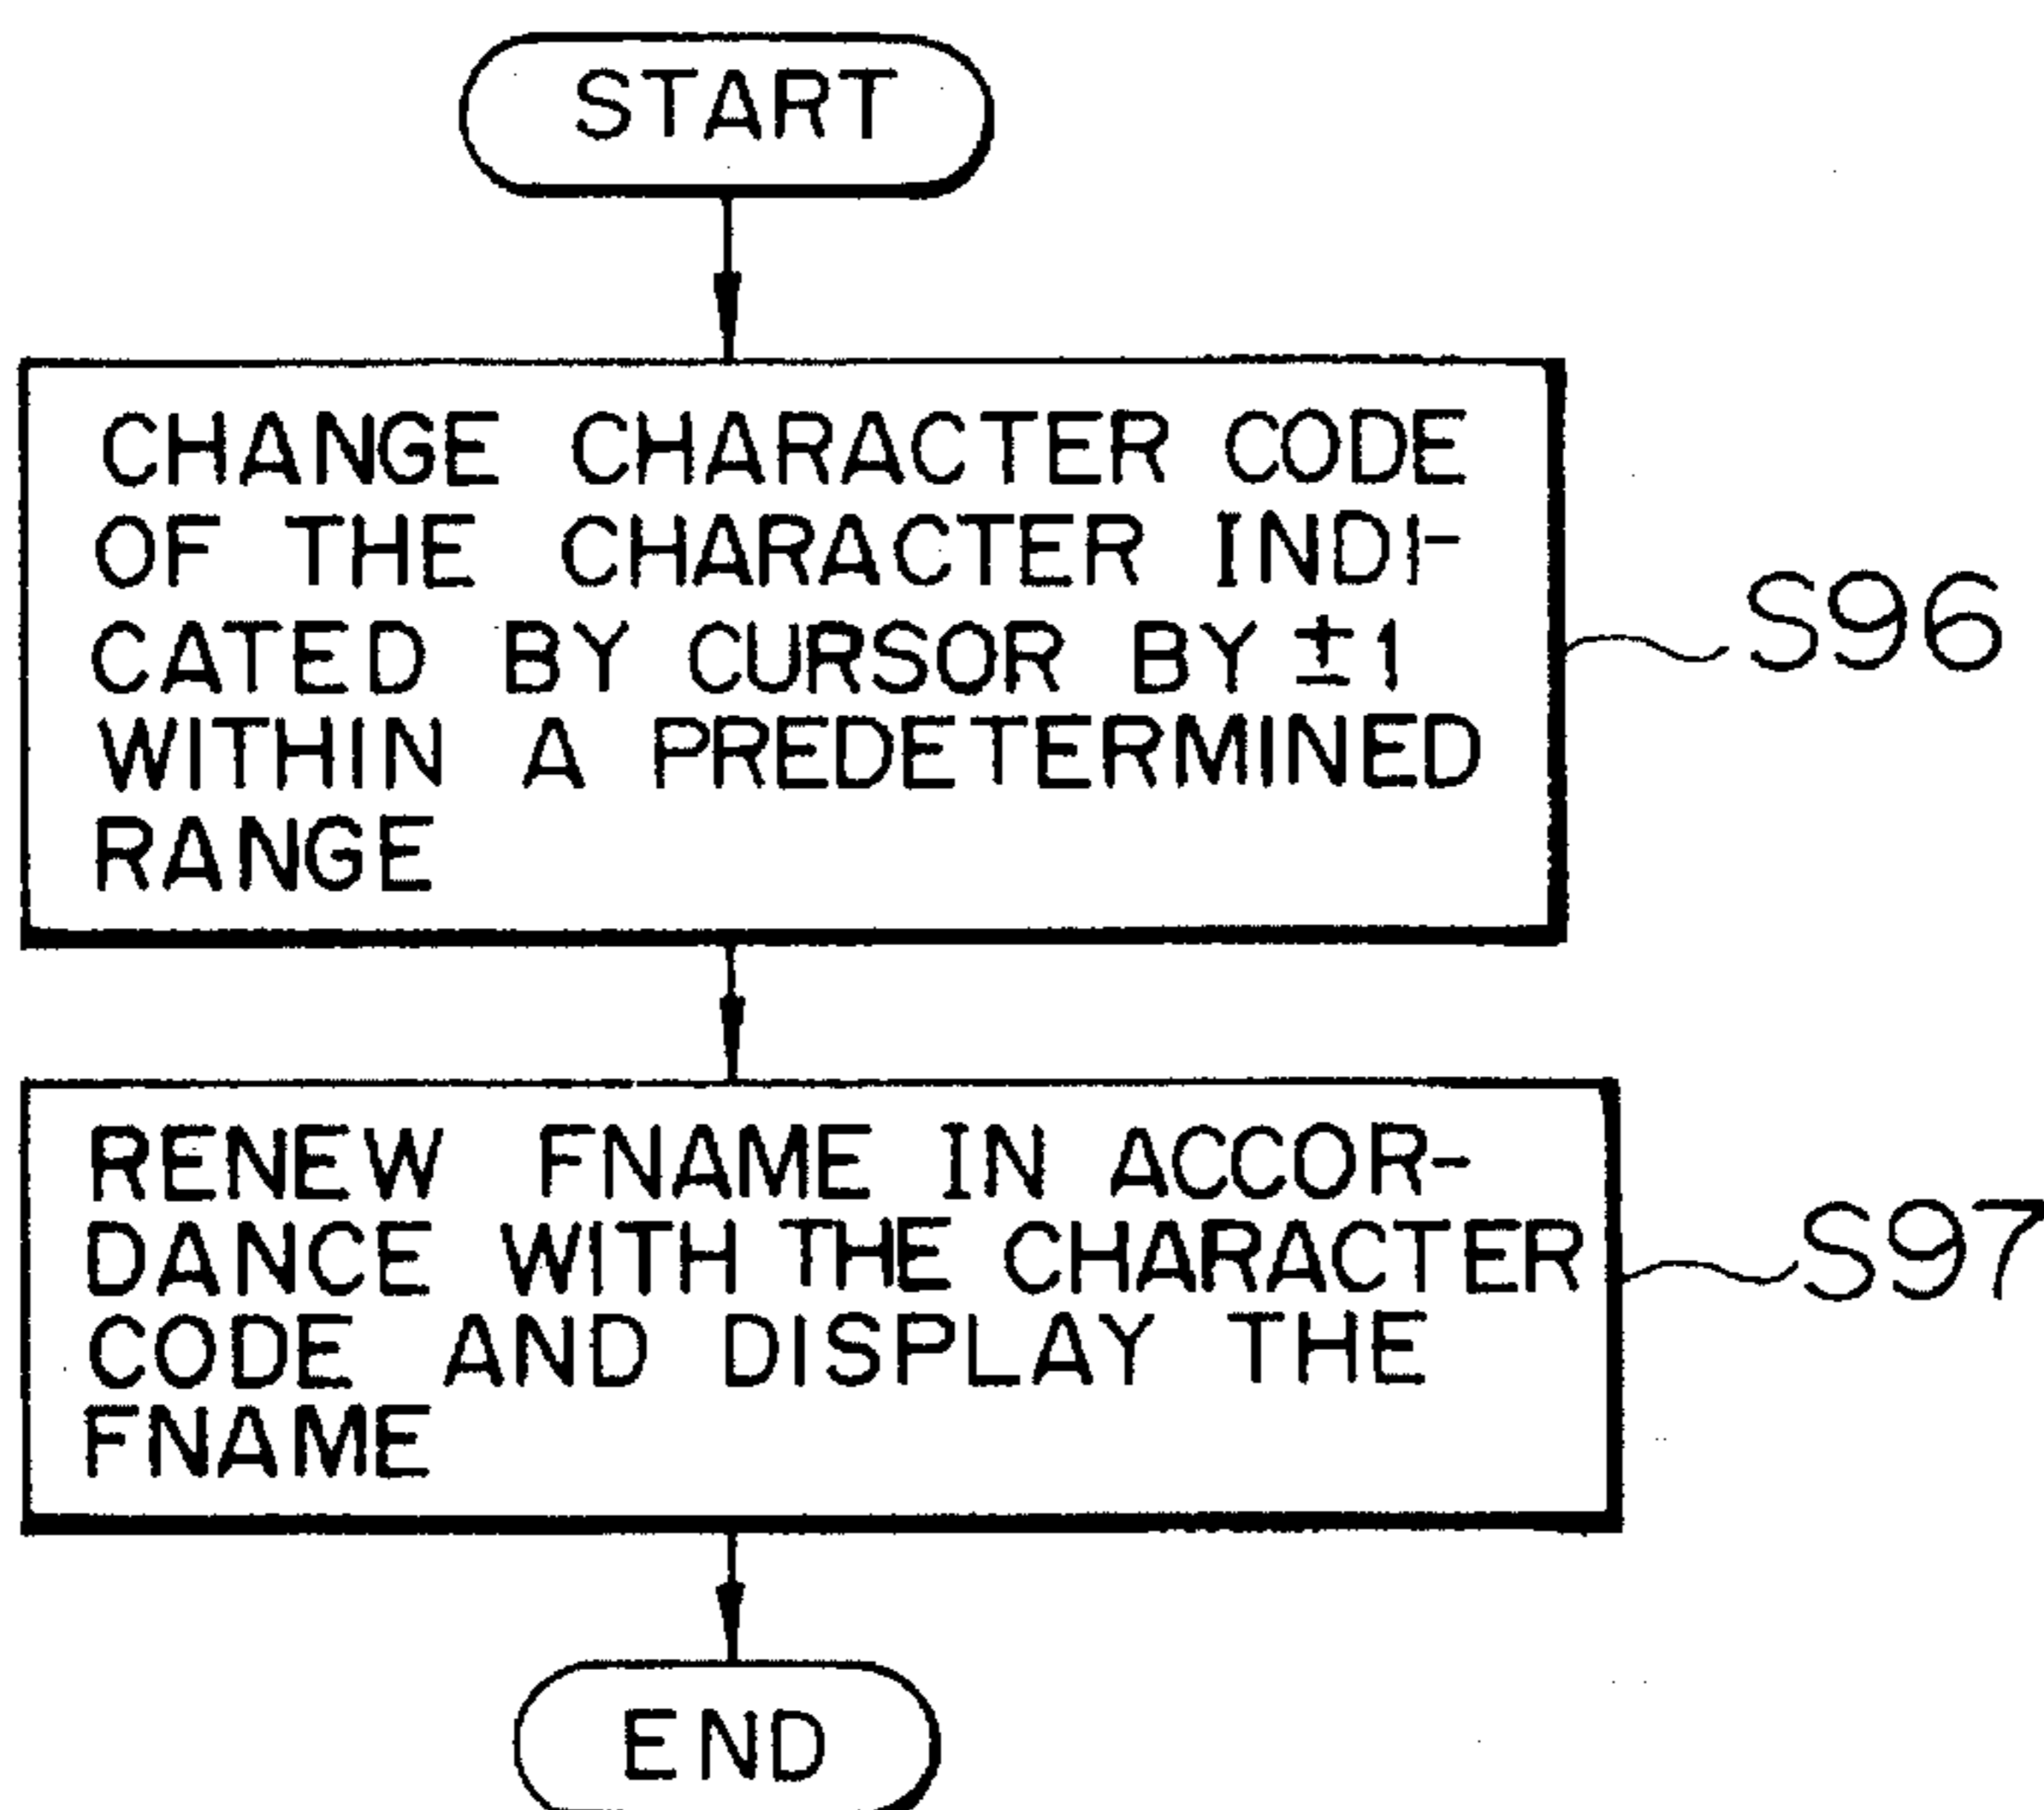 START
CHANGE CHARACTER CODE
OF THE CHARACTER INDI-
CATED BY CURSOR BY ±1
WITHIN A PREDETERMINED
RANGE
S96
RENEW FNAME IN ACCOR-
DANCE WITH THE CHARACTER
CODE AND DISPLAY THE
FNAME
S97
END